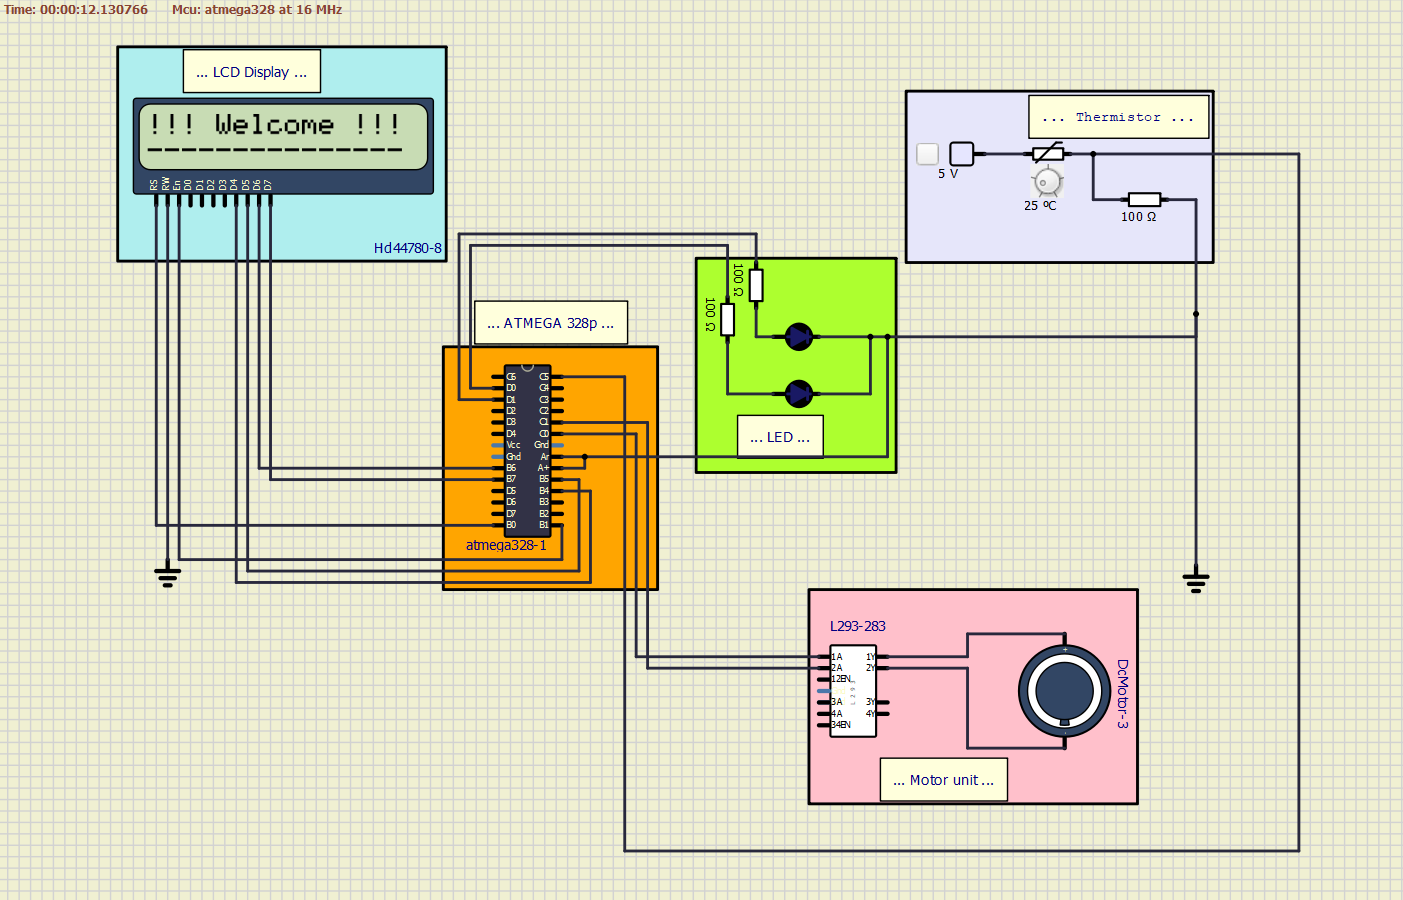 Time: 00:00:12.130766 Mcu: atmega328 at 16 MHz
... LCD Display ...
!!! Welcome !!!
RS RW En D0 D1 D2 D3 D4 D5 D6 D7
Hd44780-8
... Thermistor ...
5 V
25 ºC
100 Ω
100 Ω
100 Ω
... LED ...
... ATMEGA 328p ...
C6 C5
D0 C4
D1 C3
D2 C2
D3 C1
D4 C0
Vcc Gnd
Gnd Ar
B6 A+
B7 B5
D5 B4
D6 B3
D7 B2
B0 B1
atmega328-1
L293-283
1A 1Y
2A 2Y
12EN
L293
3A 3Y
4A 4Y
34EN
+
-
DcMotor-3
... Motor unit ...